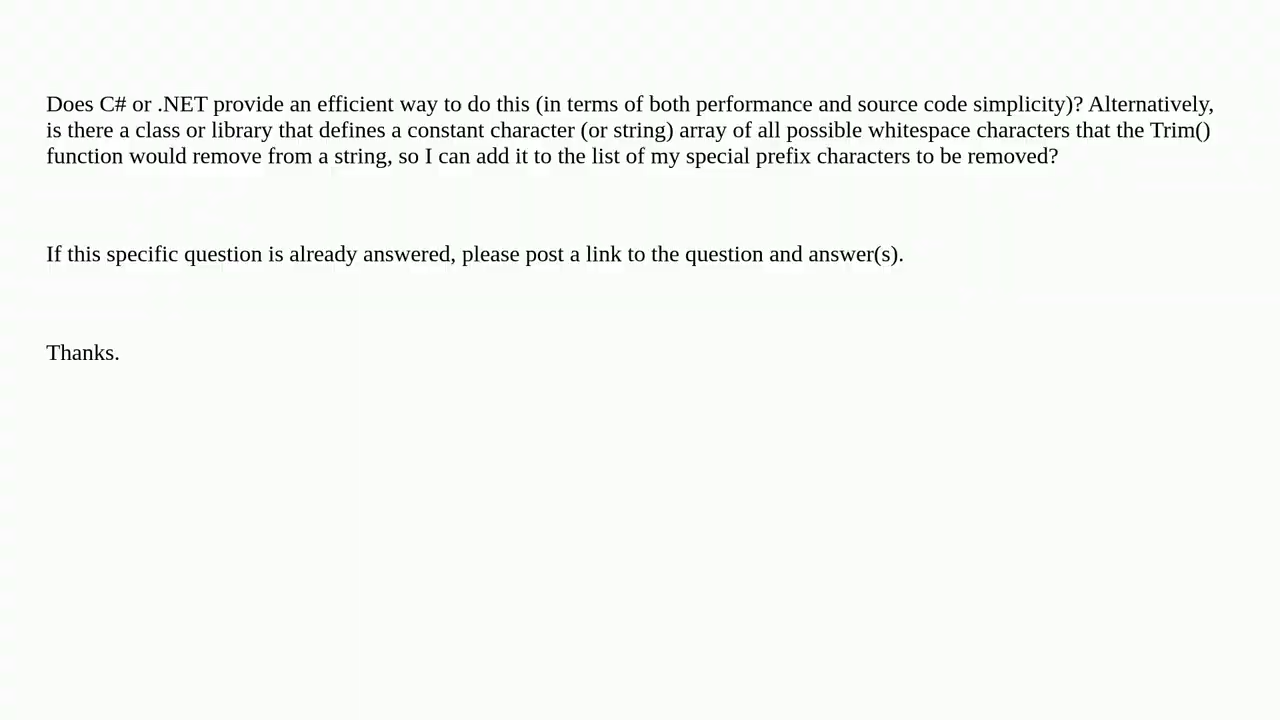 Does C# or .NET provide an efficient way to do this (in terms of both performance and source code simplicity)? Alternatively,
is there a class or library that defines a constant character (or string) array of all possible whitespace characters that the Trim()
function would remove from a string, so I can add it to the list of my special prefix characters to be removed?
If this specific question is already answered, please post a link to the question and answer(s).
Thanks.